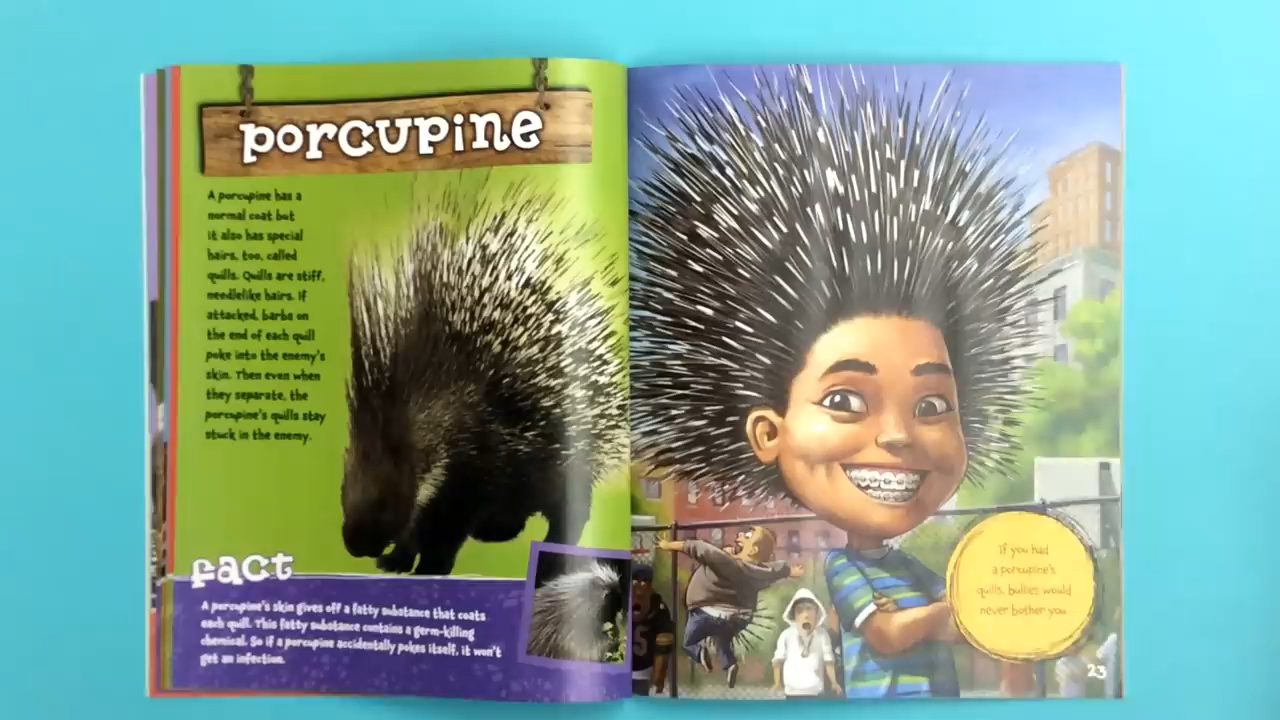 porcupine
A porcupine has a
normal coat but
it also has special
hairs, too, called
quills. Quills are stiff,
needlelike hairs. If
attacked, barbs on
the end of each quill
poke into the enemy's
skin. Then even when
they separate, the
porcupine's quills stay
stuck in the enemy.
fact
A porcupine's skin gives off a fatty substance that coats
each quill. This fatty substance contains a germ-killing
chemical. So if a porcupine accidentally pokes itself, it won't
get an infection.
If you had
a porcupine's
quills, bullies would
never bother you.
23